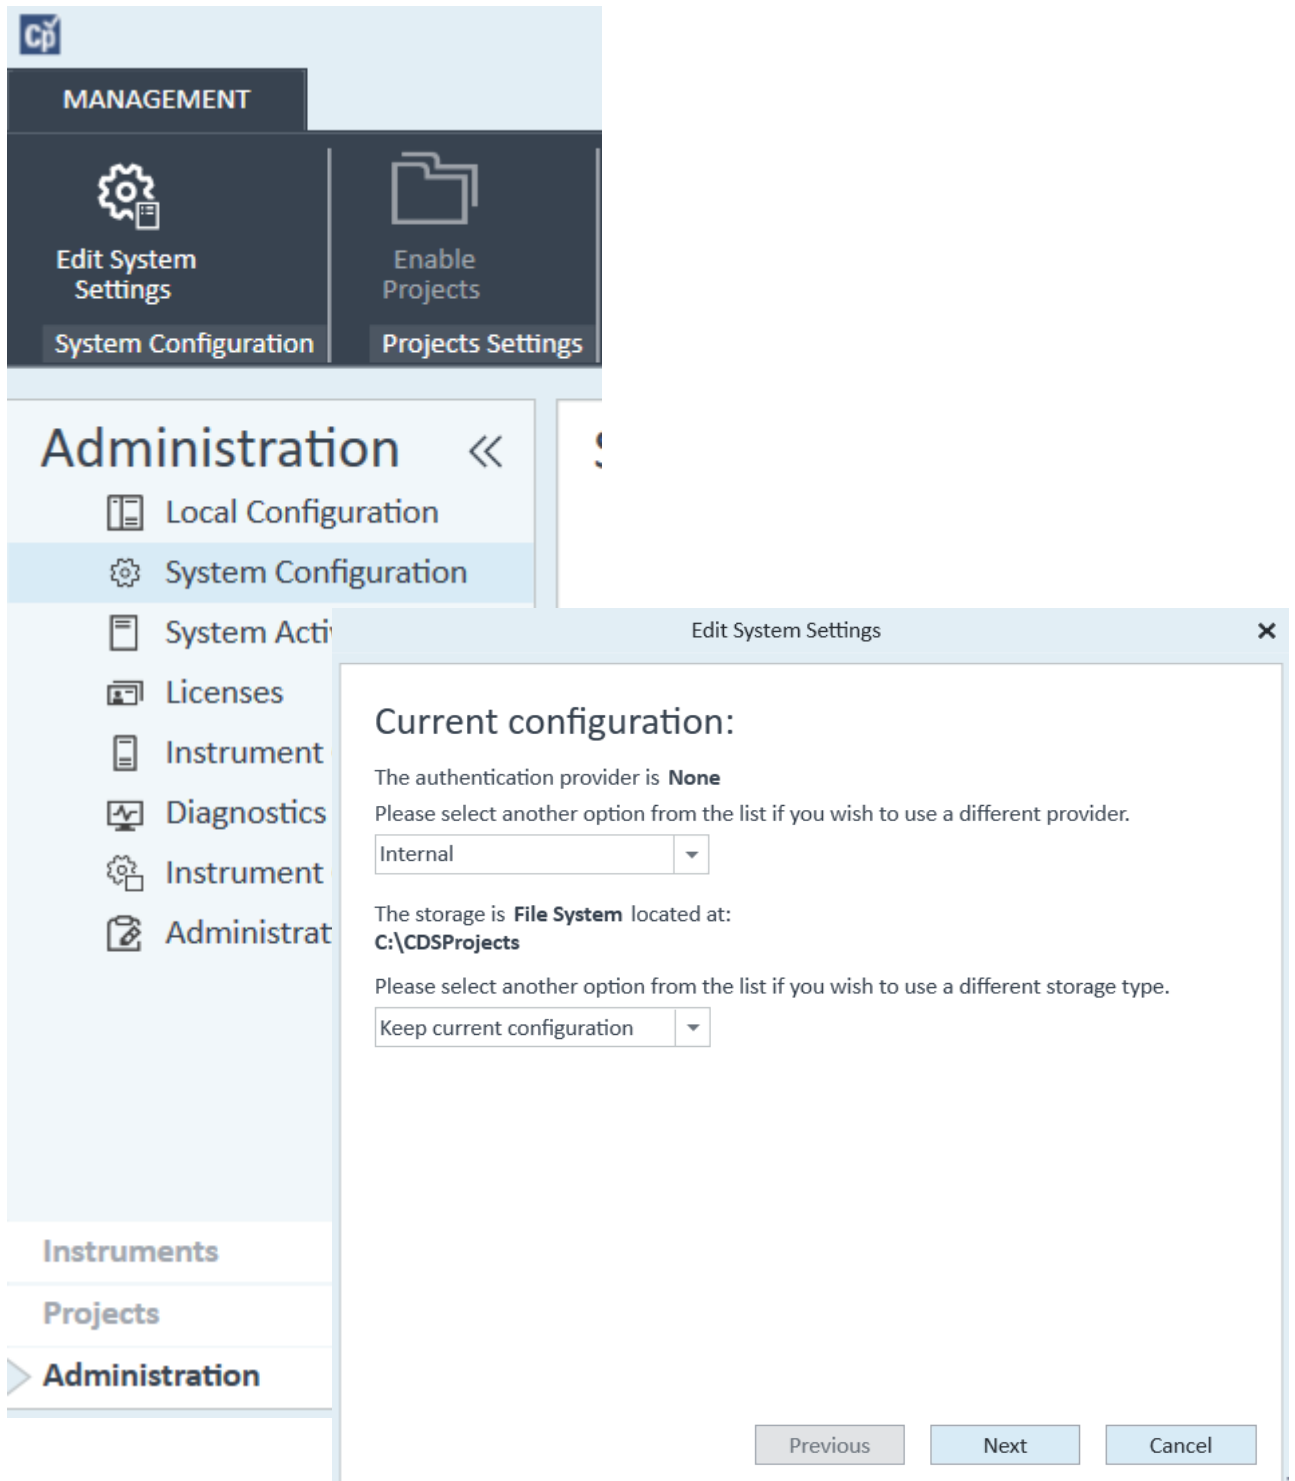 Cp
MANAGEMENT
Edit System
Settings
Enable
Projects
System Configuration
Projects Settings
Administration
Local Configuration
System Configuration
System Acti
Licenses
Instrument
Diagnostics
Instrument
Administrat
Instruments
Projects
Administration
Edit System Settings
Current configuration:
The authentication provider is None
Please select another option from the list if you wish to use a different provider.
Internal
The storage is File System located at:
C:\CDSProjects
Please select another option from the list if you wish to use a different storage type.
Keep current configuration
Previous
Next
Cancel